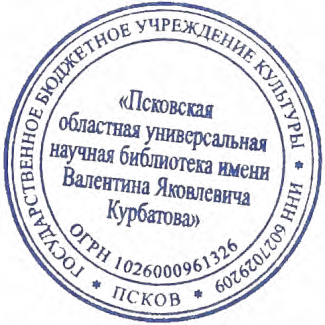 ГОСУДАРСТВЕННОЕ БЮДЖЕТНОЕ УЧРЕЖДЕНИЕ КУЛЬТУРЫ * ИНН 6027029209 * ПСКОВ *
«Псковская
областная универсальная
научная библиотека имени
Валентина Яковлевича
Курбатова»
ОГРН 1026000961326